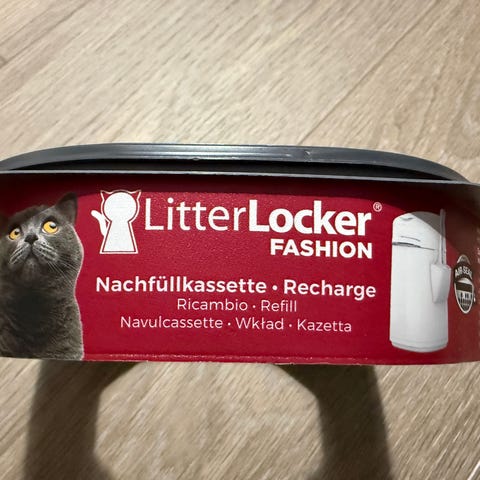 LitterLocker®
FASHION
Nachfüllkassette · Recharge
Ricambio · Refill
Navulcassette · Wkład · Kazetta